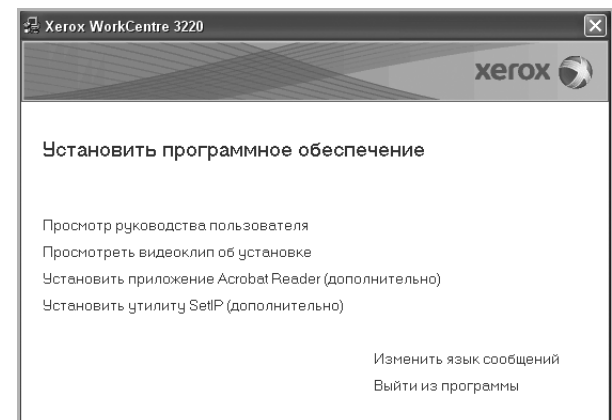 Xerox WorkCentre 3220
xerox
Установить программное обеспечение
Просмотр руководства пользователя
Просмотреть видеоклип об установке
Установить приложение Acrobat Reader (дополнительно)
Установить утилиту SetIP (дополнительно)
Изменить язык сообщений
Выйти из программы